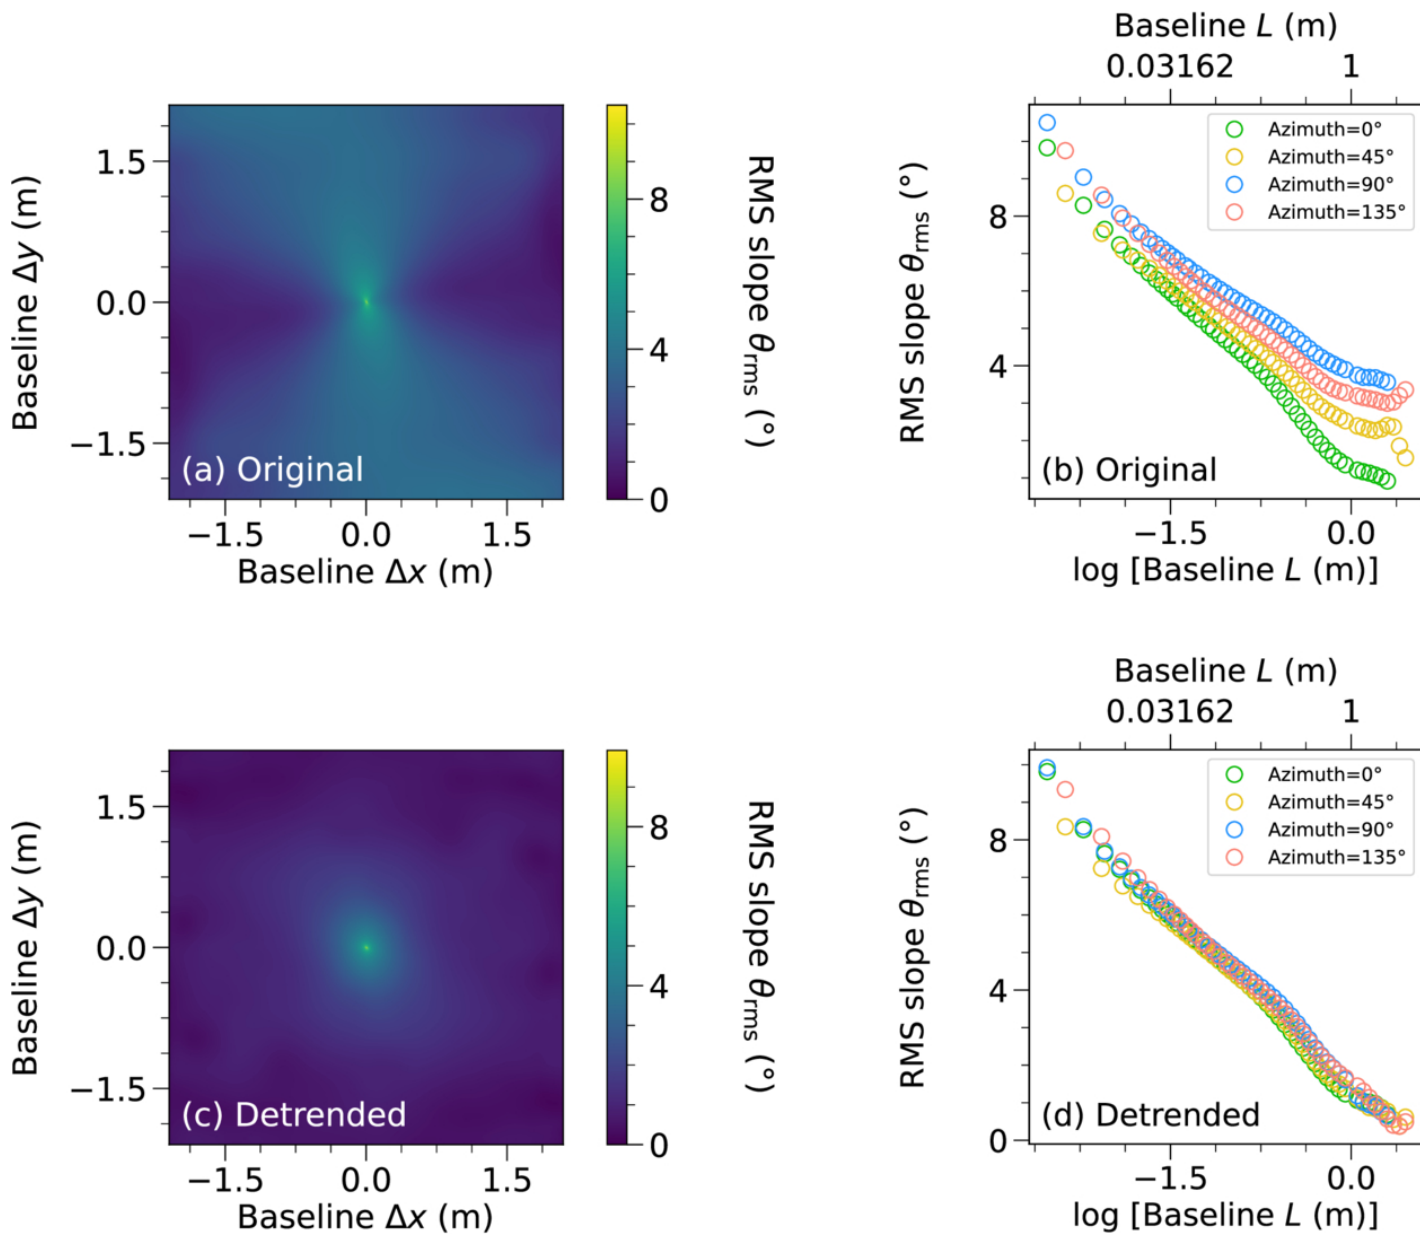 Baseline Δy (m)
1.5
0.0
−1.5
(a) Original
−1.5
0.0
1.5
Baseline Δx (m)
8
4
0
RMS slope θrms (°)
Baseline L (m)
0.03162
1
RMS slope θrms (°)
8
4
Azimuth=0°
Azimuth=45°
Azimuth=90°
Azimuth=135°
(b) Original
−1.5
0.0
log [Baseline L (m)]
Baseline Δy (m)
1.5
0.0
−1.5
(c) Detrended
−1.5
0.0
1.5
Baseline Δx (m)
8
4
0
RMS slope θrms (°)
Baseline L (m)
0.03162
1
RMS slope θrms (°)
8
4
0
Azimuth=0°
Azimuth=45°
Azimuth=90°
Azimuth=135°
(d) Detrended
−1.5
0.0
log [Baseline L (m)]